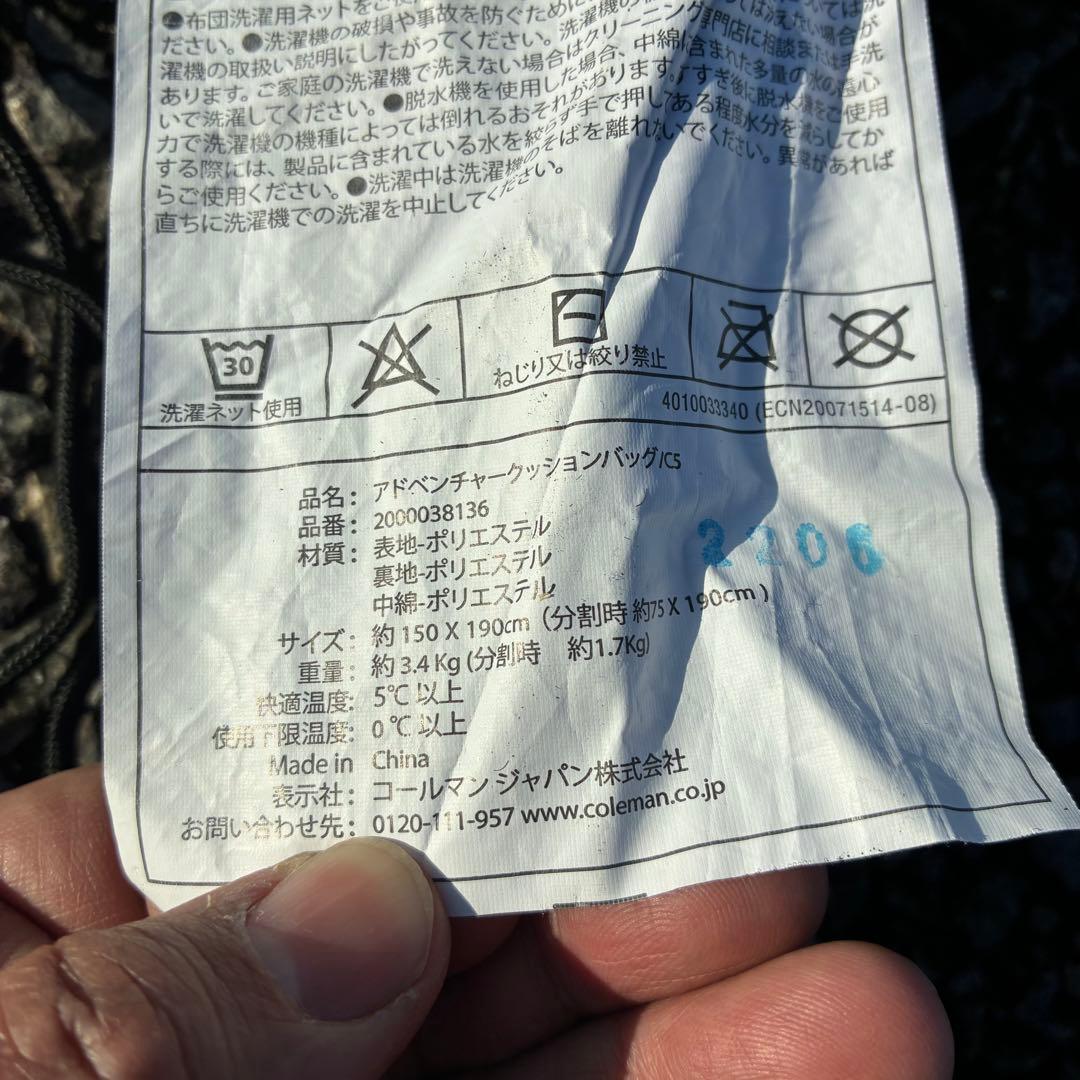 ●布団洗濯用ネットをご使
ださい。●洗濯機の破損や事故を防ぐために
濯機の取扱い説明にしたがってください。洗濯機の
あります。ご家庭の洗濯機で洗えない場合はクリーニング専門店に相談または手洗
いで洗濯してください。●脱水機を使用した場合、中綿に含まれた多量の水の遠心
力で洗濯機の機種によっては倒れるおそれがあります。すすぎ後に脱水機をご使用
する際には、製品に含まれている水を絞らず手で押してある程度水分を減らしてか
らご使用ください。●洗濯中は洗濯機のそばを離れないでください。異常があれば
直ちに洗濯機での洗濯を中止してください。
30
洗濯ネット使用
ねじり又は絞り禁止
4010033340 (ECN20071514-08)
品名： アドベンチャークッションバッグ/C5
品番： 2000038136
材質： 表地-ポリエステル
裏地-ポリエステル
中綿-ポリエステル
2206
サイズ： 約 150 X 190cm（分割時 約75 X 190cm ）
重量： 約 3.4 Kg (分割時 約1.7Kg)
快適温度: 5℃ 以上
使用下限温度: 0 ℃ 以上
Made in China
表示社： コールマン ジャパン株式会社
お問い合わせ先： 0120-111-957 www.coleman.co.jp